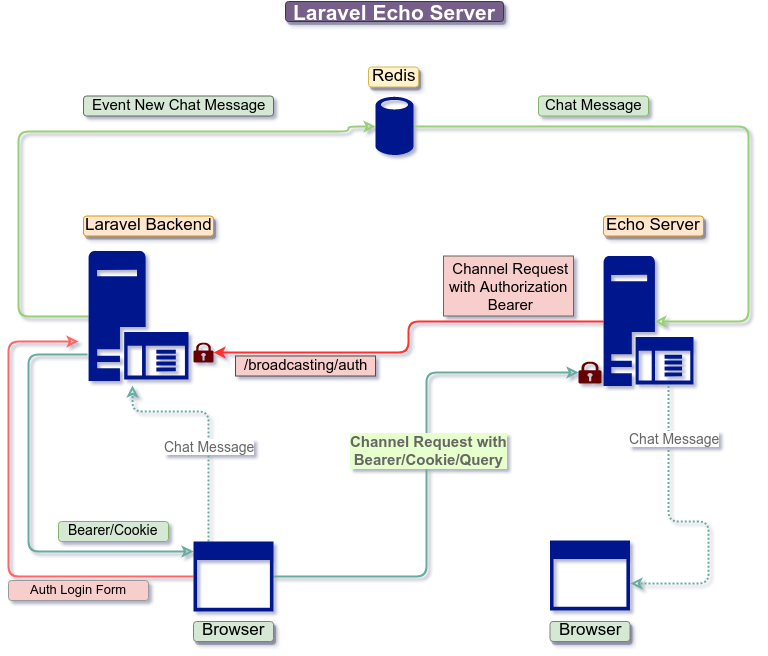 Laravel Echo Server
Redis
Event New Chat Message
Chat Message
Laravel Backend
Echo Server
Channel Request
with Authorization
Bearer
/broadcasting/auth
Chat Message
Channel Request with
Bearer/Cookie/Query
Chat Message
Bearer/Cookie
Auth Login Form
Browser
Browser